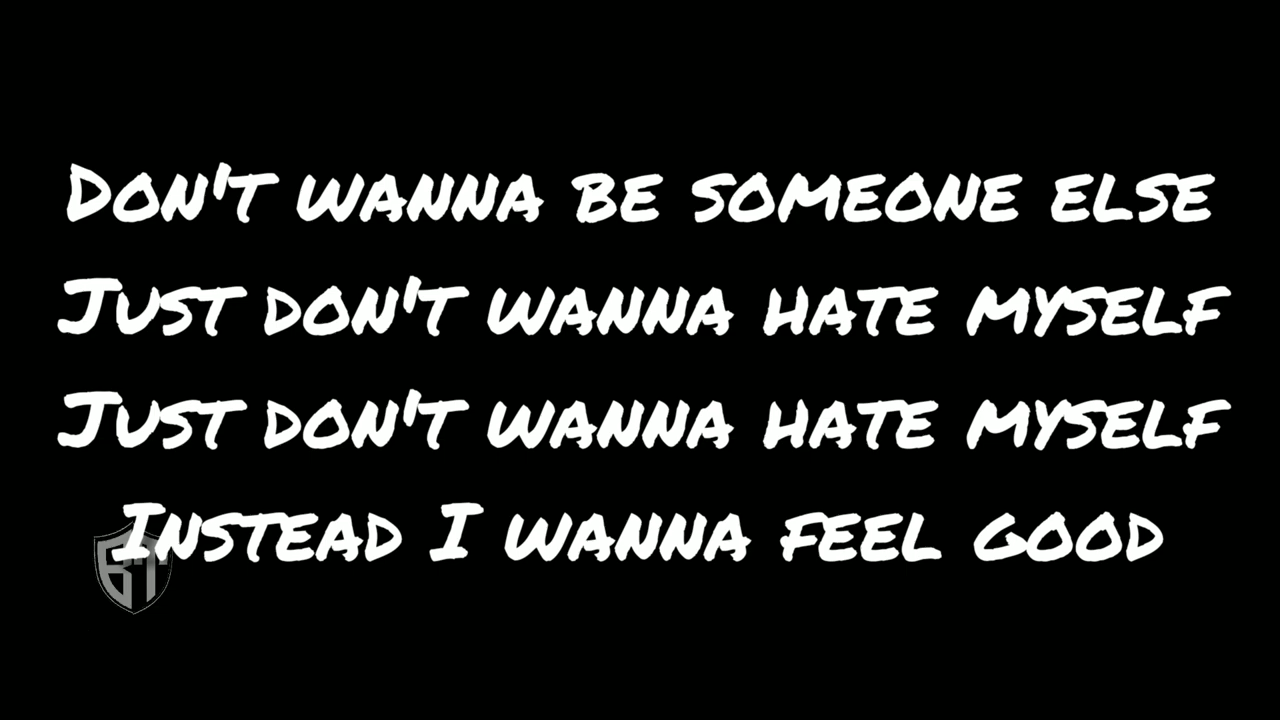 Don't wanna be someone else
Just don't wanna hate myself
Just don't wanna hate myself
Instead I wanna feel good
BT